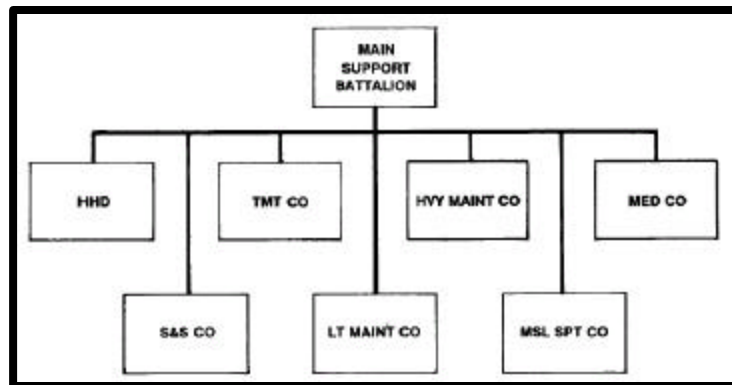 MAIN
SUPPORT
BATTALION
HHD
TMT CO
HVY MAINT CO
MED CO
S&S CO
LT MAINT CO
MSL SPT CO